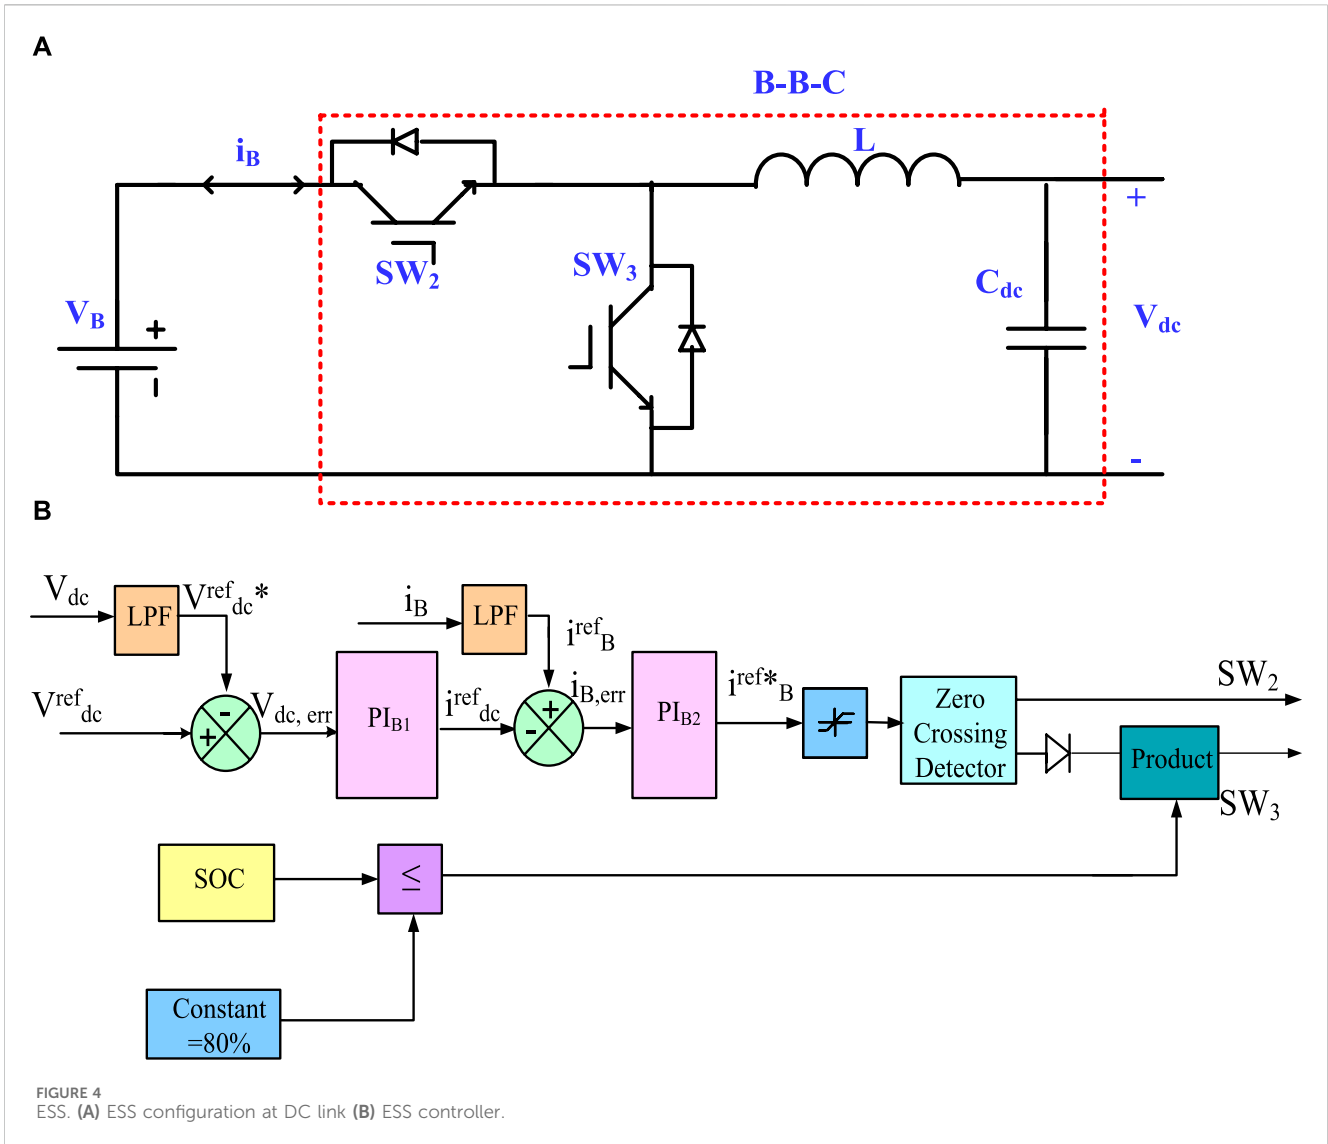 A
B-B-C
iB
L
+
SW2
SW3
Cdc
VB
+
Vdc
-
B
Vdc
LPF
Vrefdc*
iB
LPF
irefB
Vrefdc
-
+
Vdc, err
PIB1
irefdc
+
-
iB,err
PIB2
iref*B
Zero
Crossing
Detector
SW2
Product
SW3
SOC
≤
Constant
=80%
FIGURE 4
ESS. (A) ESS configuration at DC link (B) ESS controller.